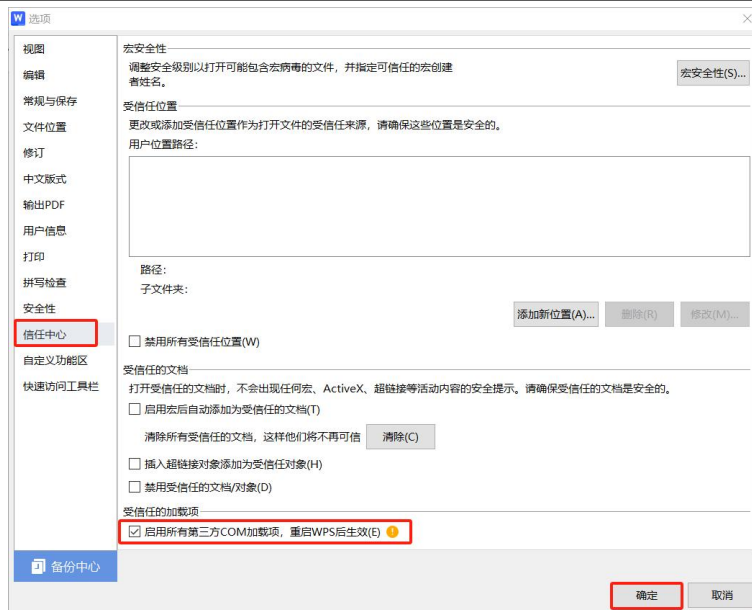 W 选项
视图
编辑
常规与保存
文件位置
修订
中文版式
输出PDF
用户信息
打印
拼写检查
安全性
信任中心
自定义功能区
快速访问工具栏
备份中心
宏安全性
调整安全级别以打开可能包含宏病毒的文件，并指定可信任的宏创建
者姓名。
宏安全性(S)...
受信任位置
更改或添加受信任位置作为打开文件的受信任来源，请确保这些位置是安全的。
用户位置路径：
路径：
子文件夹：
添加新位置(A)...
删除(R)
修改(M)...
禁用所有受信任位置(W)
受信任的文档
打开受信任的文档时，不会出现任何宏、ActiveX、超链接等活动内容的安全提示。请确保受信任的文档是安全的。
启用宏后自动添加为受信任的文档(T)
清除所有受信任的文档，这样他们将不再可信
清除(C)
插入超链接对象添加为受信任对象(H)
禁用受信任的文档/对象(D)
受信任的加载项
启用所有第三方COM加载项，重启WPS后生效(E)
确定
取消